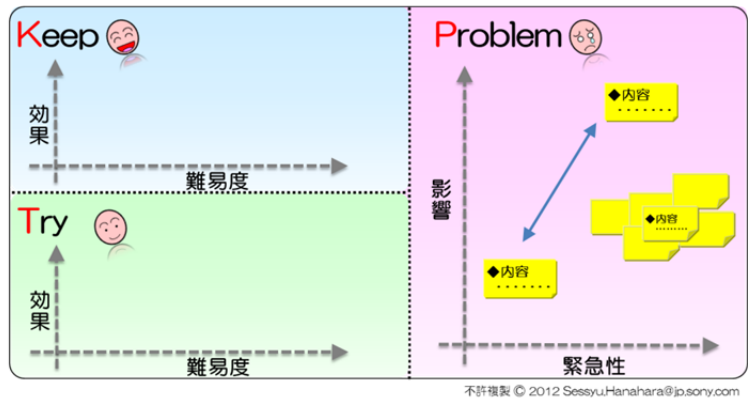 Keep
効果
難易度
Try
効果
難易度
Problem
影響
緊急性
◆内容
・・・・・・・
◆内容
・・・・・・・
◆内容
・・・・・・・・・
不許複製 © 2012 Sessyu,Hanahara@jp.sony.com